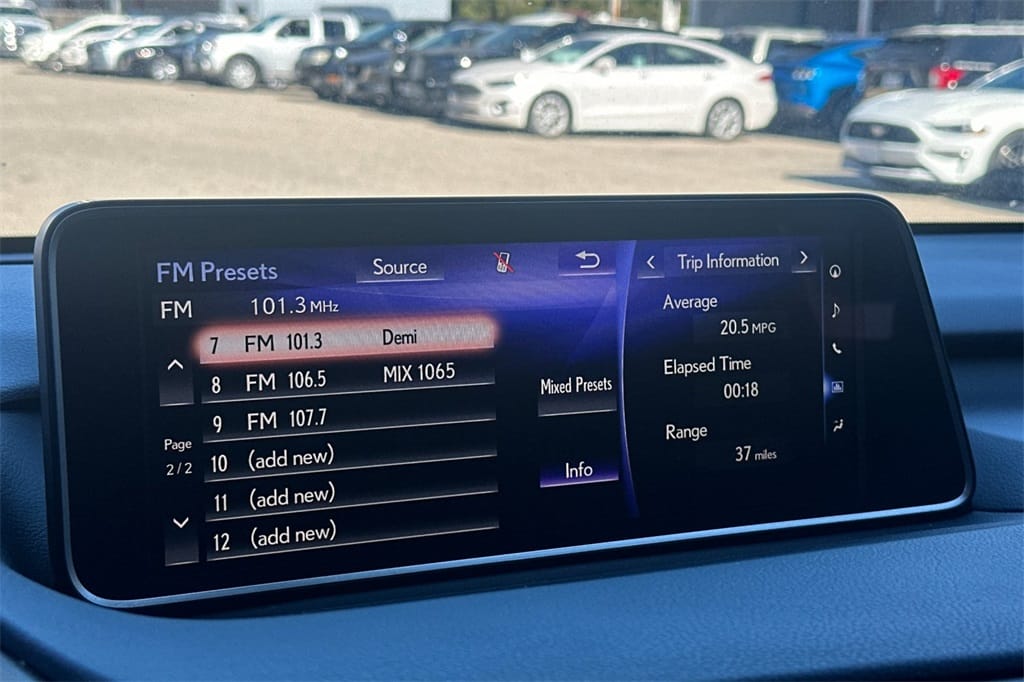 FM Presets Source
FM 101.3 MHz
7 FM 101.3 Demi
8 FM 106.5 MIX 1065
9 FM 107.7
10 (add new)
11 (add new)
12 (add new)
Page
2/2
Mixed Presets
Info
Trip Information
Average
20.5 MPG
Elapsed Time
00:18
Range
37 miles